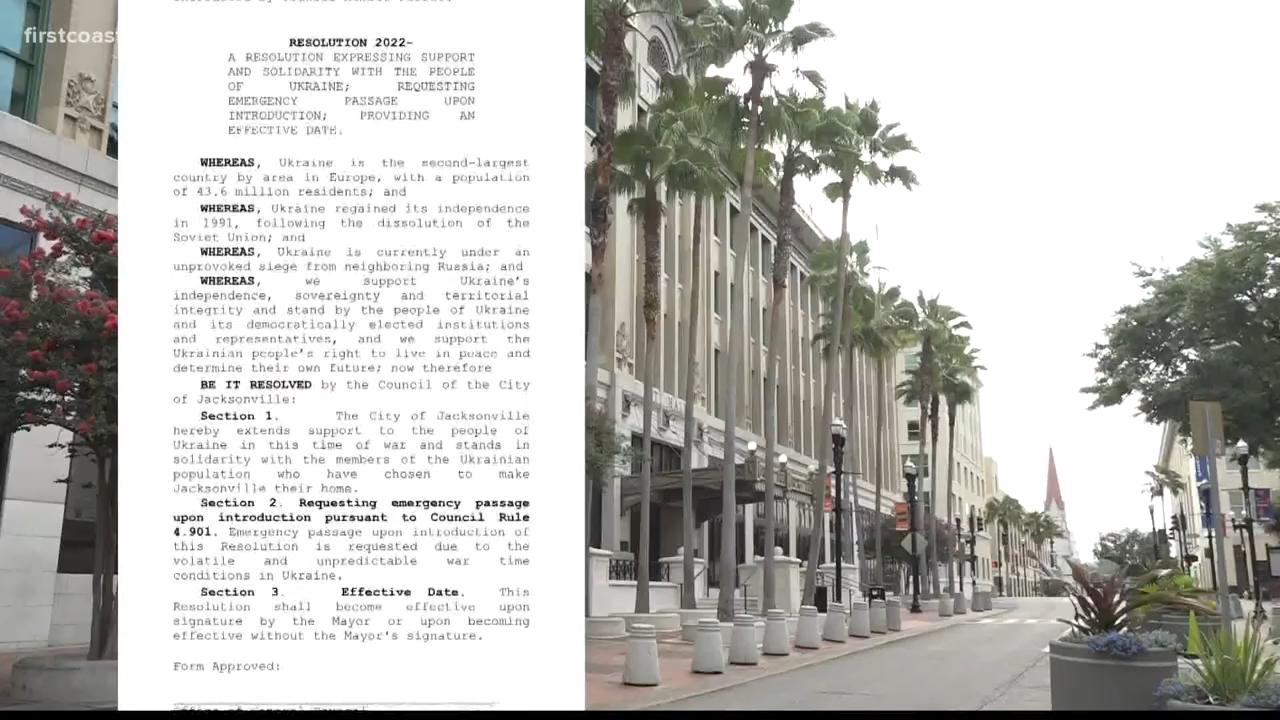 firstcoast
RESOLUTION 2022-
A RESOLUTION EXPRESSING SUPPORT
AND SOLIDARITY WITH THE PEOPLE
OF UKRAINE; REQUESTING
EMERGENCY PASSAGE UPON
INTRODUCTION; PROVIDING AN
EFFECTIVE DATE.
WHEREAS, Ukraine is the second-largest
country by area in Europe, with a population
of 43.6 million residents; and
WHEREAS, Ukraine regained its independence
in 1991, following the dissolution of the
Soviet Union; and
WHEREAS, Ukraine is currently under an
unprovoked siege from neighboring Russia; and
WHEREAS, we support Ukraine's
independence, sovereignty and territorial
integrity and stand by the people of Ukraine
and its democratically elected institutions
and representatives, and we support the
Ukrainian people's right to live in peace and
determine their own future; now therefore
BE IT RESOLVED by the Council of the City
of Jacksonville:
Section 1. The City of Jacksonville
hereby extends support to the people of
Ukraine in this time of war and stands in
solidarity with the members of the Ukrainian
population who have chosen to make
Jacksonville their home.
Section 2. Requesting emergency passage
upon introduction pursuant to Council Rule
4.901. Emergency passage upon introduction of
this Resolution is requested due to the
volatile and unpredictable war time
conditions in Ukraine.
Section 3. Effective Date. This
Resolution shall become effective upon
signature by the Mayor or upon becoming
effective without the Mayor's signature.
Form Approved: